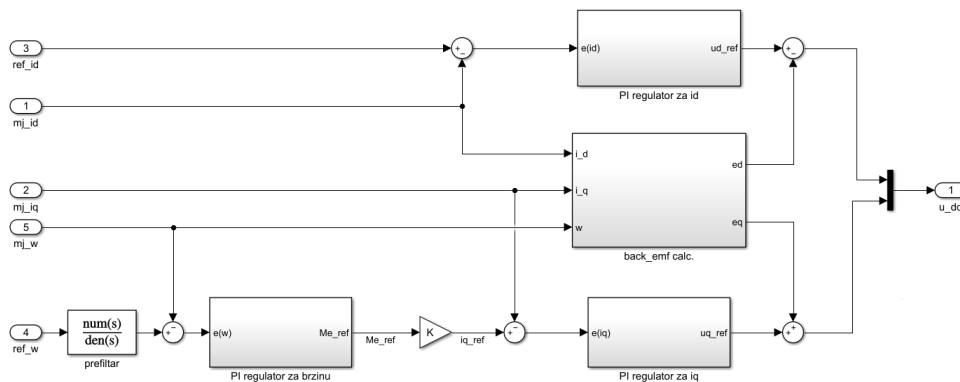 3
ref_id
e(id)
ud_ref
PI regulator za id
1
mj_id
i_d
ed
2
mj_iq
i_q
1
5
mj_w
w
eq
back_emf calc.
4
ref_w
num(s)
den(s)
prefiltar
e(w)
Me_ref
PI regulator za brzinu
Me_ref
K
iq_ref
e(iq)
uq_ref
PI regulator za iq